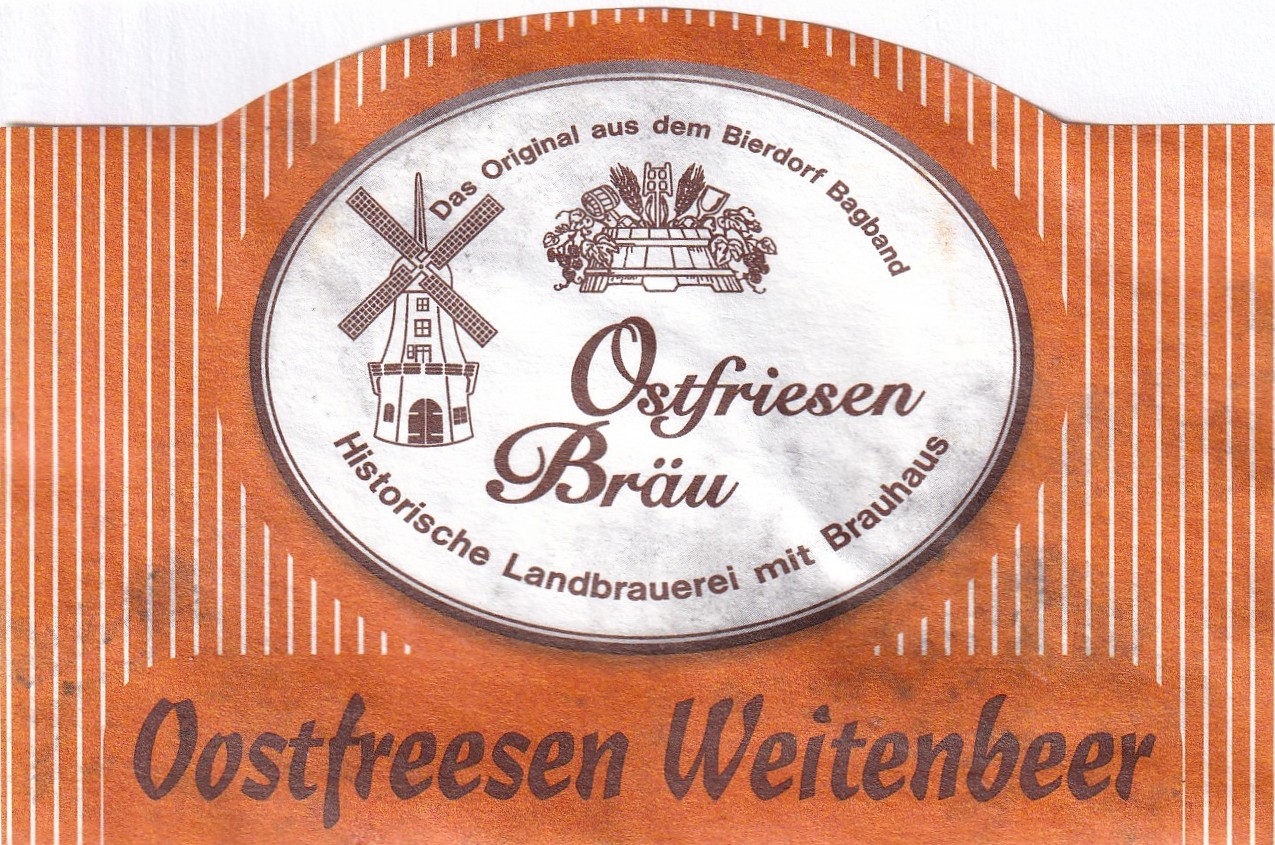 Das Original aus dem Bierdorf Bagband
Ostfriesen
Bräu
Historische Landbrauerei mit Brauhaus
Oostfreesen Weitenbeer